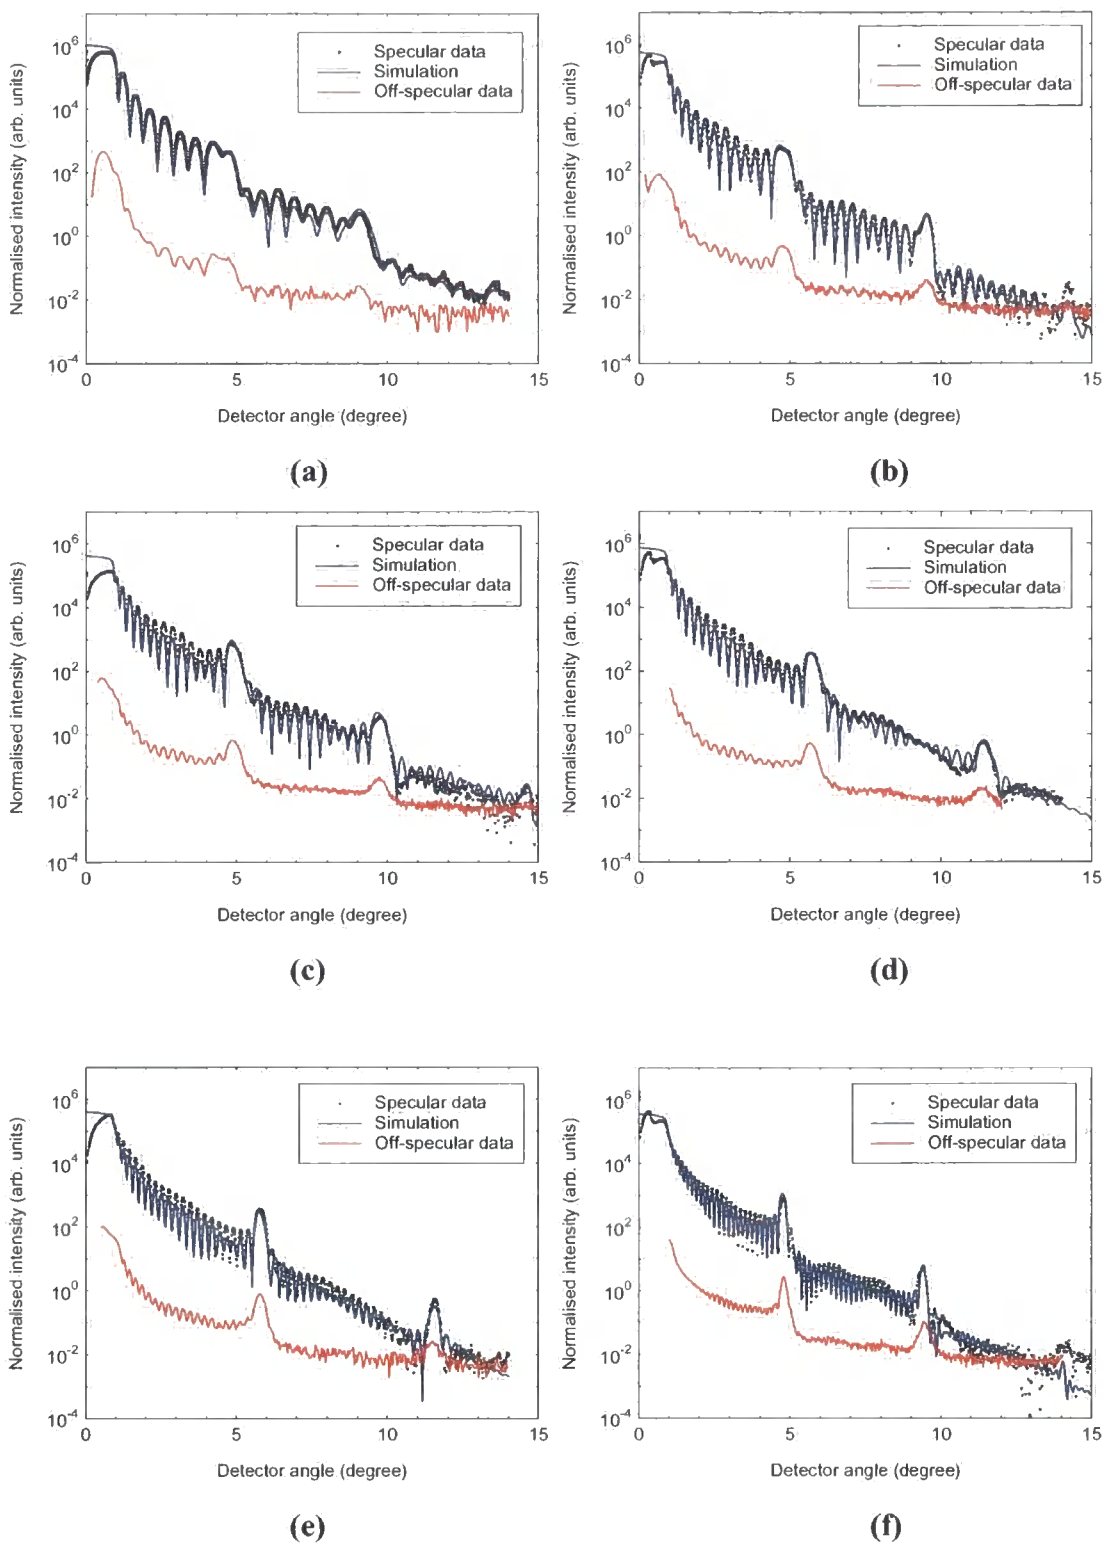 Normalised intensity (arb. units)
10^6
10^4
10^2
10^0
10^-2
10^-4
Specular data
Simulation
Off-specular data
0 5 10 15
Detector angle (degree)
(a)
Normalised intensity (arb. units)
10^6
10^4
10^2
10^0
10^-2
10^-4
Specular data
Simulation
Off-specular data
0 5 10 15
Detector angle (degree)
(b)
Normalised intensity (arb. units)
10^6
10^4
10^2
10^0
10^-2
10^-4
Specular data
Simulation
Off-specular data
0 5 10 15
Detector angle (degree)
(c)
Normalised intensity (arb. units)
10^6
10^4
10^2
10^0
10^-2
10^-4
Specular data
Simulation
Off-specular data
0 5 10 15
Detector angle (degree)
(d)
Normalised intensity (arb. units)
10^6
10^4
10^2
10^0
10^-2
10^-4
Specular data
Simulation
Off-specular data
0 5 10 15
Detector angle (degree)
(e)
Normalised intensity (arb. units)
10^6
10^4
10^2
10^0
10^-2
10^-4
Specular data
Simulation
Off-specular data
0 5 10 15
Detector angle (degree)
(f)